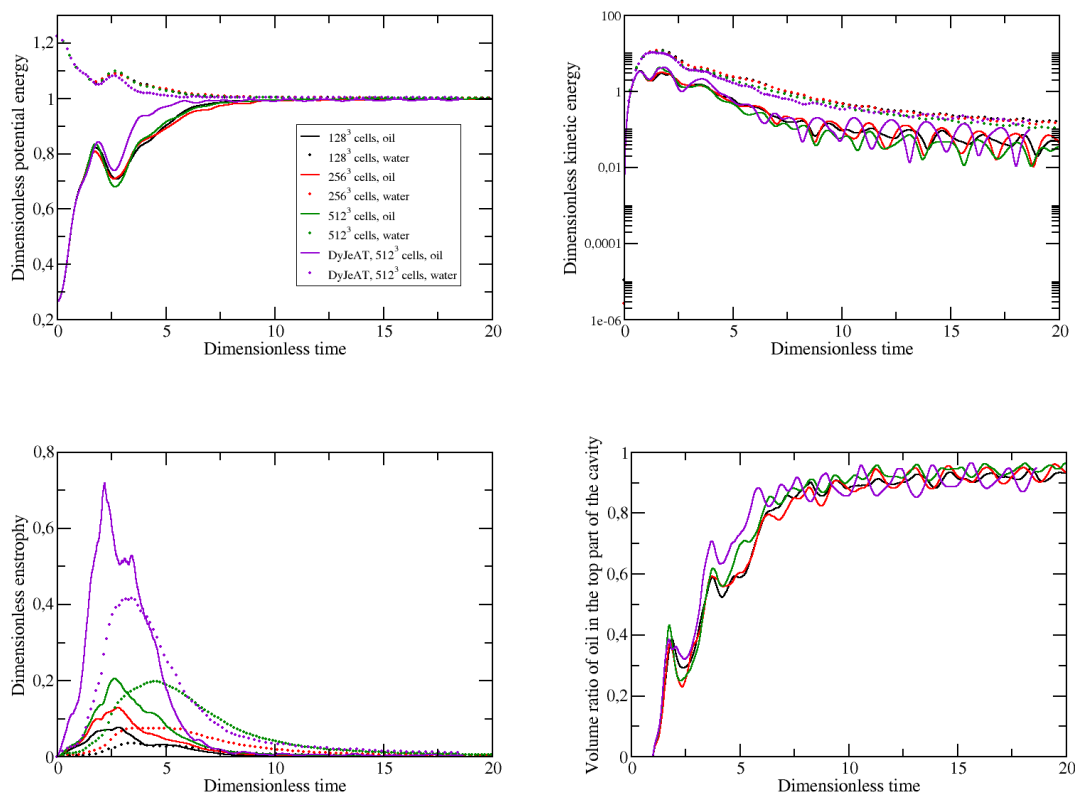 1,2
1
0,8
0,6
0,4
0,2
0 5 10 15 20
Dimensionless potential energy
Dimensionless time
128³ cells, oil
128³ cells, water
256³ cells, oil
256³ cells, water
512³ cells, oil
512³ cells, water
DyJeAT, 512³ cells, oil
DyJeAT, 512³ cells, water
100
1
0,01
0,0001
1e-06
0 5 10 15 20
Dimensionless kinetic energy
Dimensionless time
0,8
0,6
0,4
0,2
0
0 5 10 15 20
Dimensionless enstrophy
Dimensionless time
1
0,8
0,6
0,4
0,2
0
0 5 10 15 20
Volume ratio of oil in the top part of the cavity
Dimensionless time